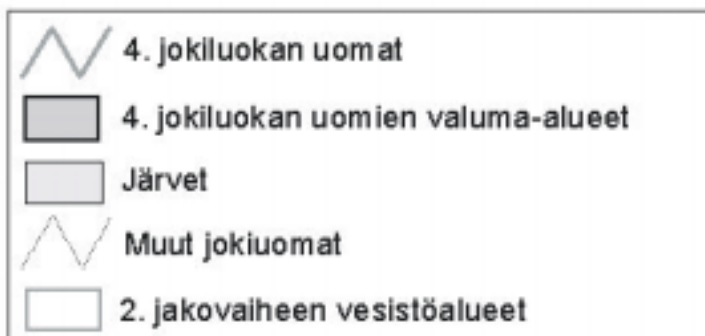 4. jokiluokan uomat
4. jokiluokan uomien valuma-alueet
Järvet
Muut jokiuomat
2. jakovaiheen vesistöalueet